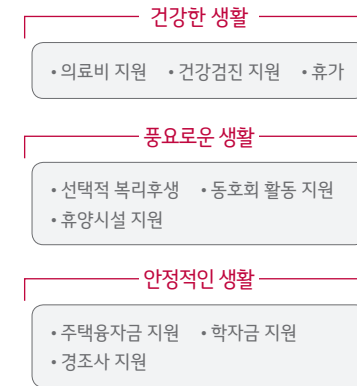 건강한 생활
• 의료비 지원 • 건강검진 지원 • 휴가
풍요로운 생활
• 선택적 복리후생 • 동호회 활동 지원
• 휴양시설 지원
안정적인 생활
• 주택융자금 지원 • 학자금 지원
• 경조사 지원